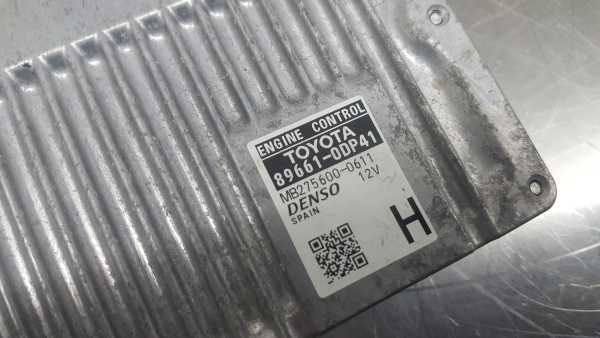 ENGINE CONTROL
TOYOTA
89661-0DP41
MB275600-0611
DENSO 12V
SPAIN
H